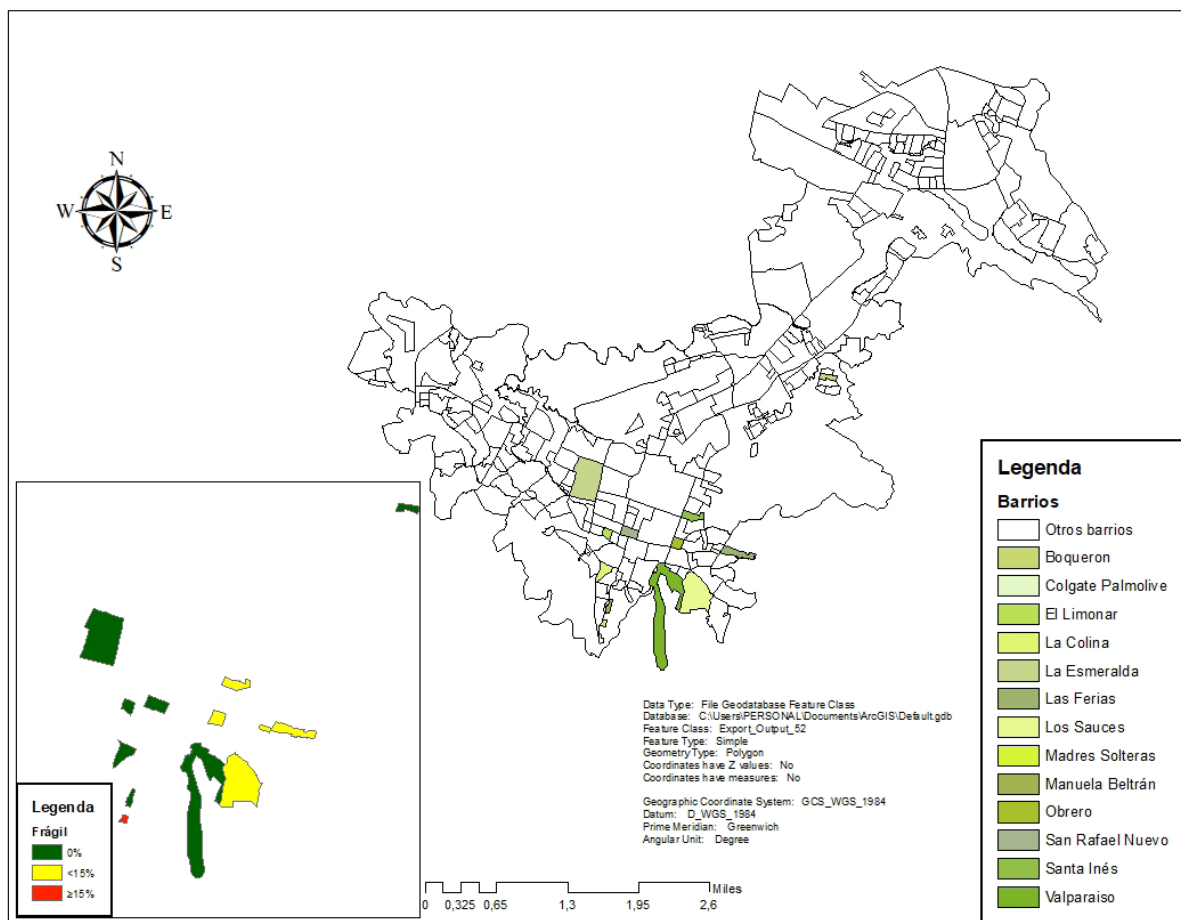 N
W E
S
Legenda
Barrios
Otros barrios
Boqueron
Colgate Palmolive
El Limonar
La Colina
La Esmeralda
Las Ferias
Los Sauces
Madres Solteras
Manuela Beltrán
Obrero
San Rafael Nuevo
Santa Inés
Valparaiso
Data Type: File Geodatabase Feature Class
Database: C:\Users\PERSONAL\Documents\ArcGIS\Default.gdb
Feature Class: Export_Output_52
Feature Type: Simple
Geometry Type: Polygon
Coordinates have Z values: No
Coordinates have measures: No
Geographic Coordinate System: GCS_WGS_1984
Datum: D_WGS_1984
Prime Meridian: Greenwich
Angular Unit: Degree
Legenda
Frágil
0%
<15%
≥15%
Miles
0 0,325 0,65 1,3 1,95 2,6